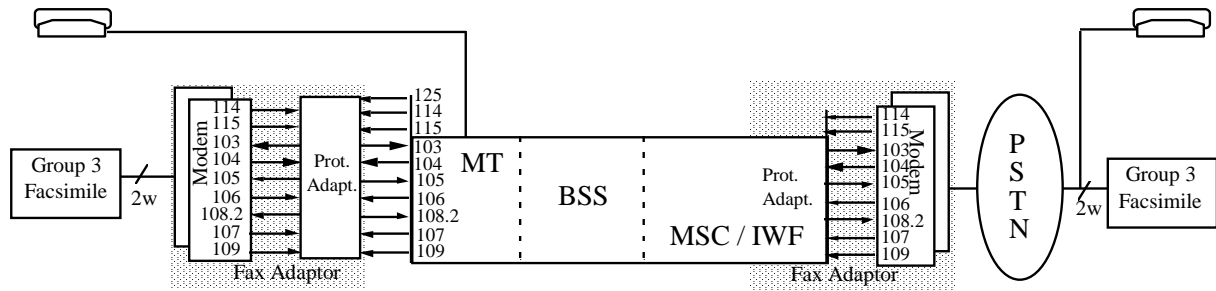 Group 3
Facsimile
2w
Modem
114
115
103
104
105
106
108.2
107
109
Prot.
Adapt.
Fax Adaptor
125
114
115
103
104
105
106
108.2
107
109
MT
BSS
MSC / IWF
Prot.
Adapt.
114
115
103
104
105
106
108.2
107
109
Modem
Fax Adaptor
P
S
T
N
2w
Group 3
Facsimile